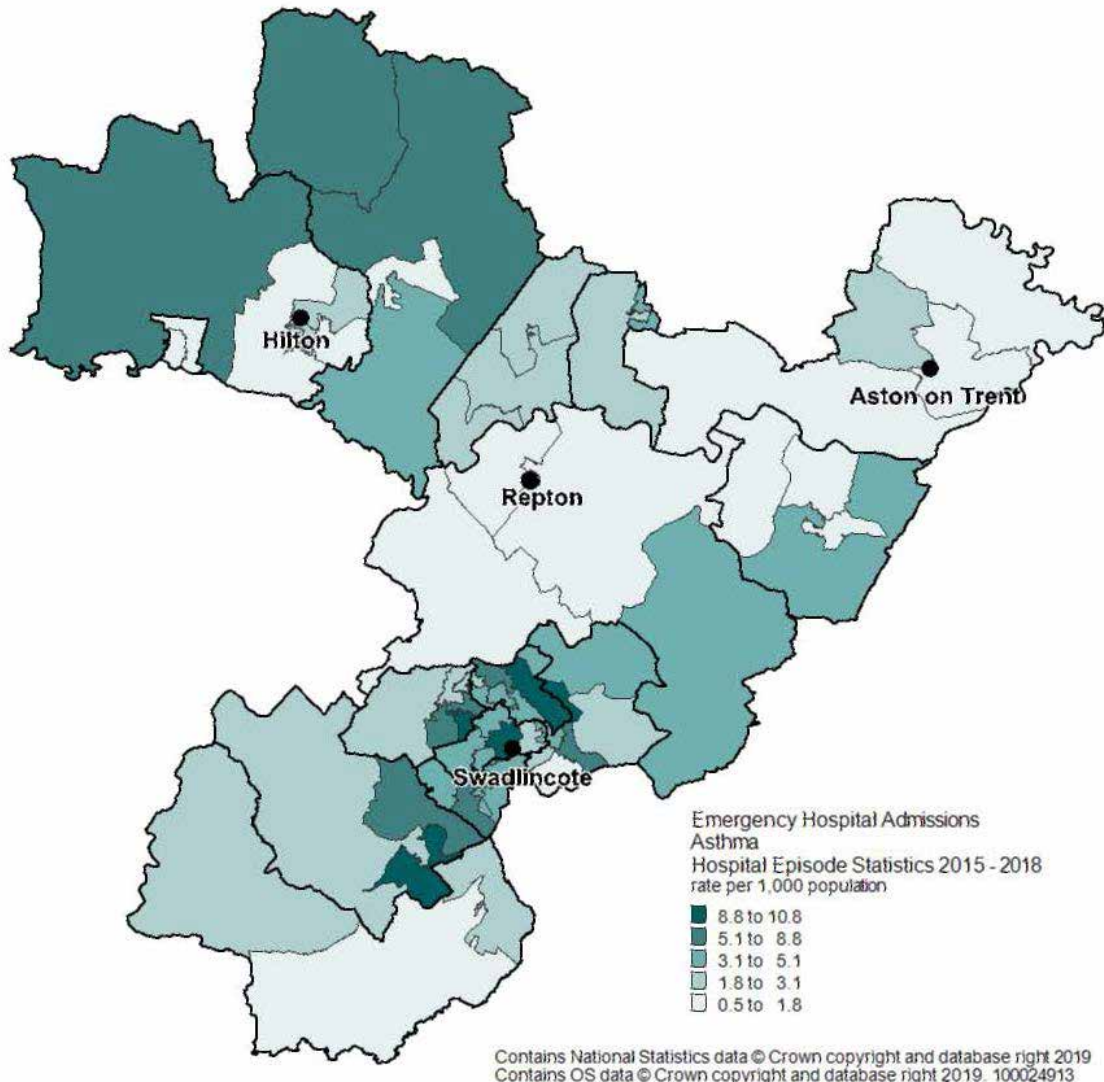 Hilton
Aston on Trent
Repton
Swadlincote
Emergency Hospital Admissions
Asthma
Hospital Episode Statistics 2015 - 2018
rate per 1,000 population
8.8 to 10.8
5.1 to 8.8
3.1 to 5.1
1.8 to 3.1
0.5 to 1.8
Contains National Statistics data © Crown copyright and database right 2019
Contains OS data © Crown copyright and database right 2019. 100024913